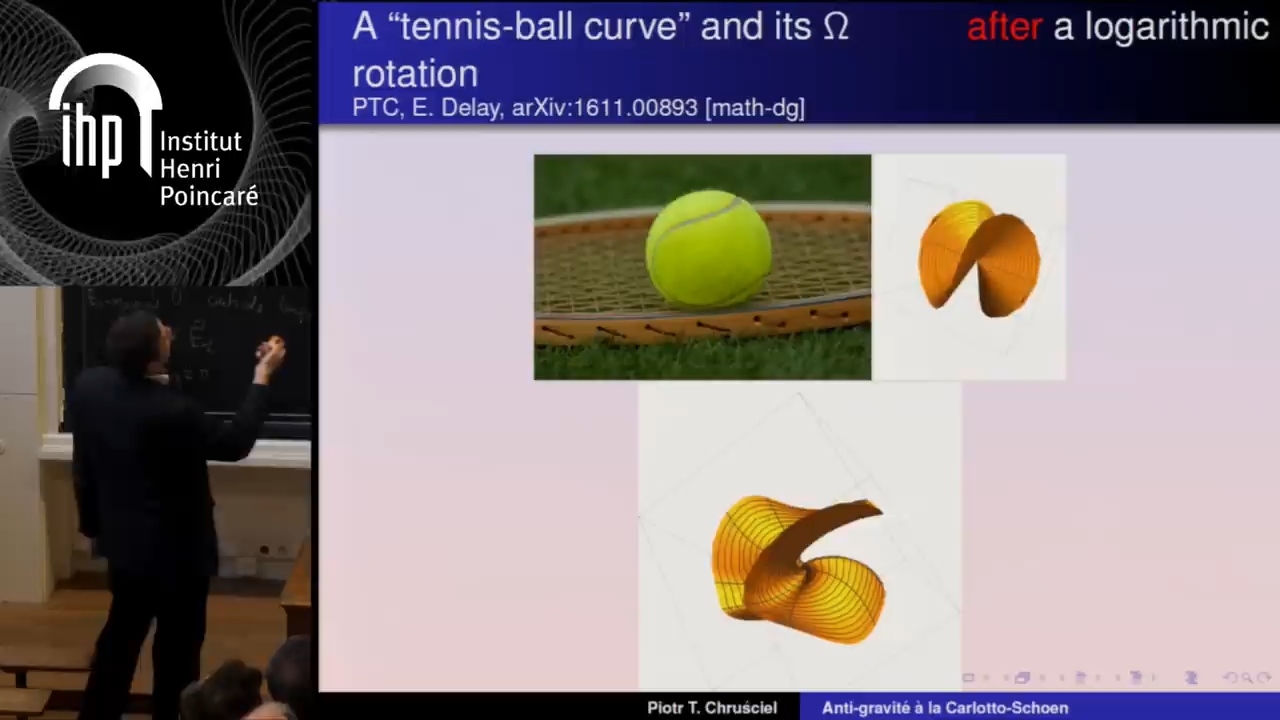 ihp
Institut
Henri
Poincaré
A “tennis-ball curve” and its Ω after a logarithmic
rotation
PTC, E. Delay, arXiv:1611.00893 [math-dg]
Piotr T. Chruściel
Anti-gravité à la Carlotto-Schoen